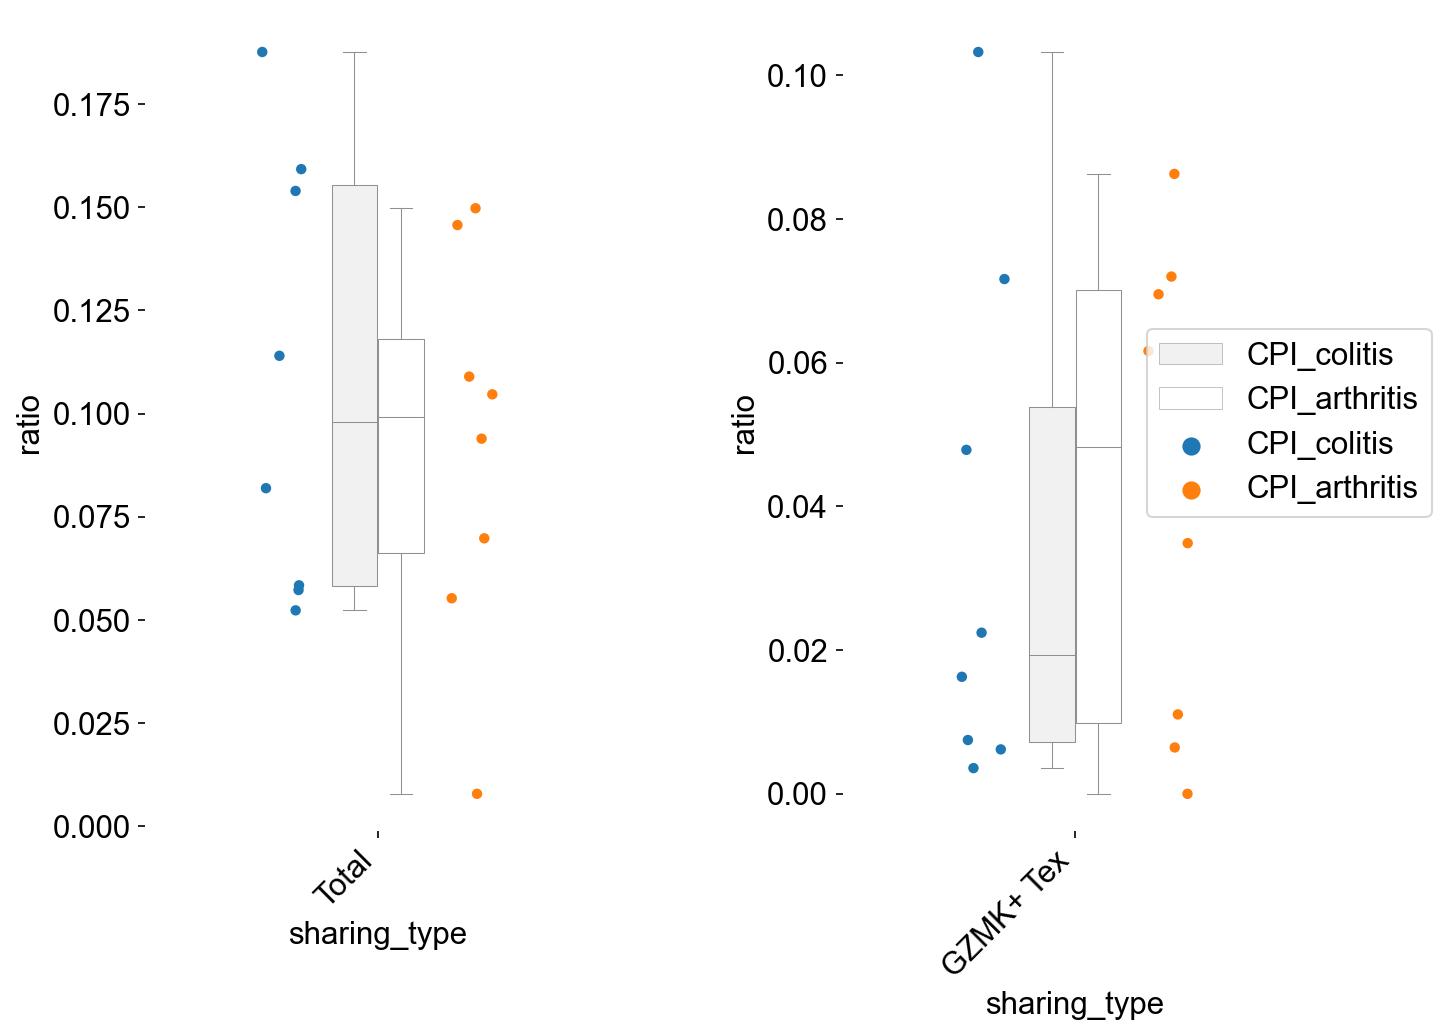 0.175
0.150
0.125
0.100
0.075
0.050
0.025
0.000
ratio
Total
sharing_type
0.10
0.08
0.06
0.04
0.02
0.00
ratio
GZMK+ Tex
sharing_type
CPI_colitis
CPI_arthritis
CPI_colitis
CPI_arthritis